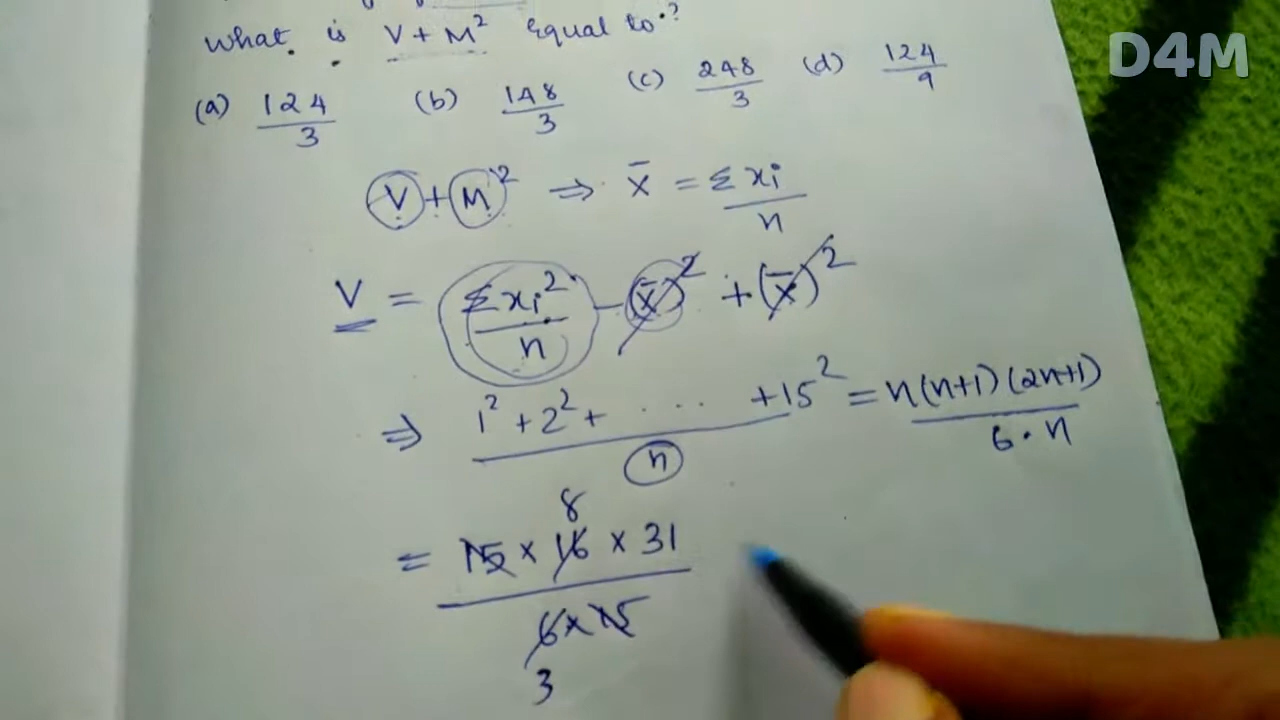 D4M
What is V + M² equal to?
(a) 124/3 (b) 148/3 (c) 248/3 (d) 124/9
V + M² ⇒ x̄ = Σxi/n
V = Σxi²/n − (x̄)² + (x̄)²
⇒ 1² + 2² + .... + 15²/n = n(n+1)(2n+1)/6·n
8
= 15 × 16 × 31/6 × 15
3